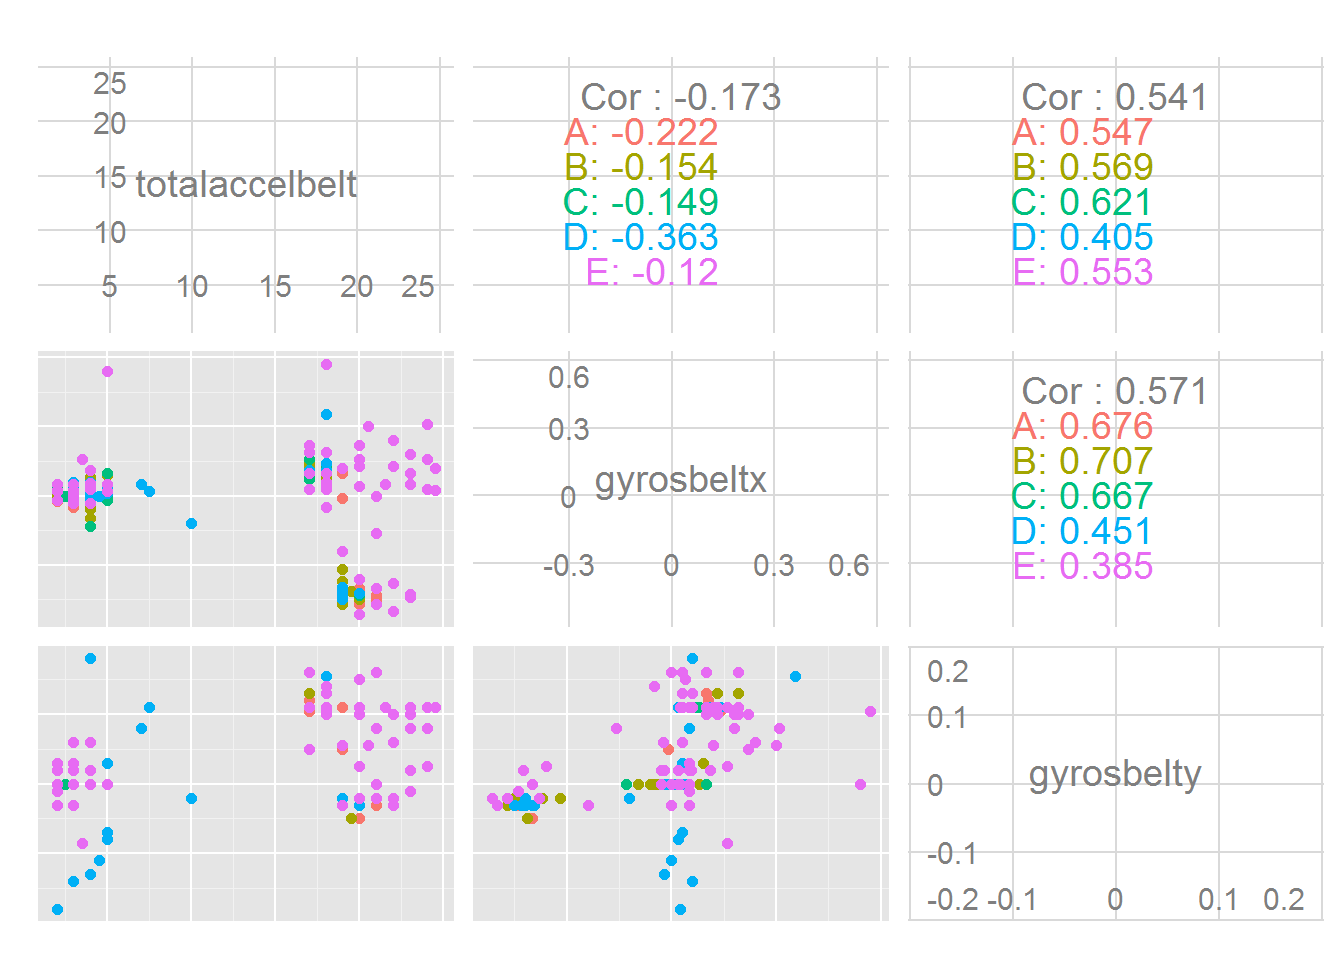 25
20
15 totalaccelbelt
10
5 10 15 20 25
Cor : -0.173
A: -0.222
B: -0.154
C: -0.149
D: -0.363
E: -0.12
Cor : 0.541
A: 0.547
B: 0.569
C: 0.621
D: 0.405
E: 0.553
0.6
0.3
gyrosbeltx
0
-0.3 0 0.3 0.6
Cor : 0.571
A: 0.676
B: 0.707
C: 0.667
D: 0.451
E: 0.385
0.2
0.1
0 gyrosbelty
-0.1
-0.2 -0.1 0 0.1 0.2